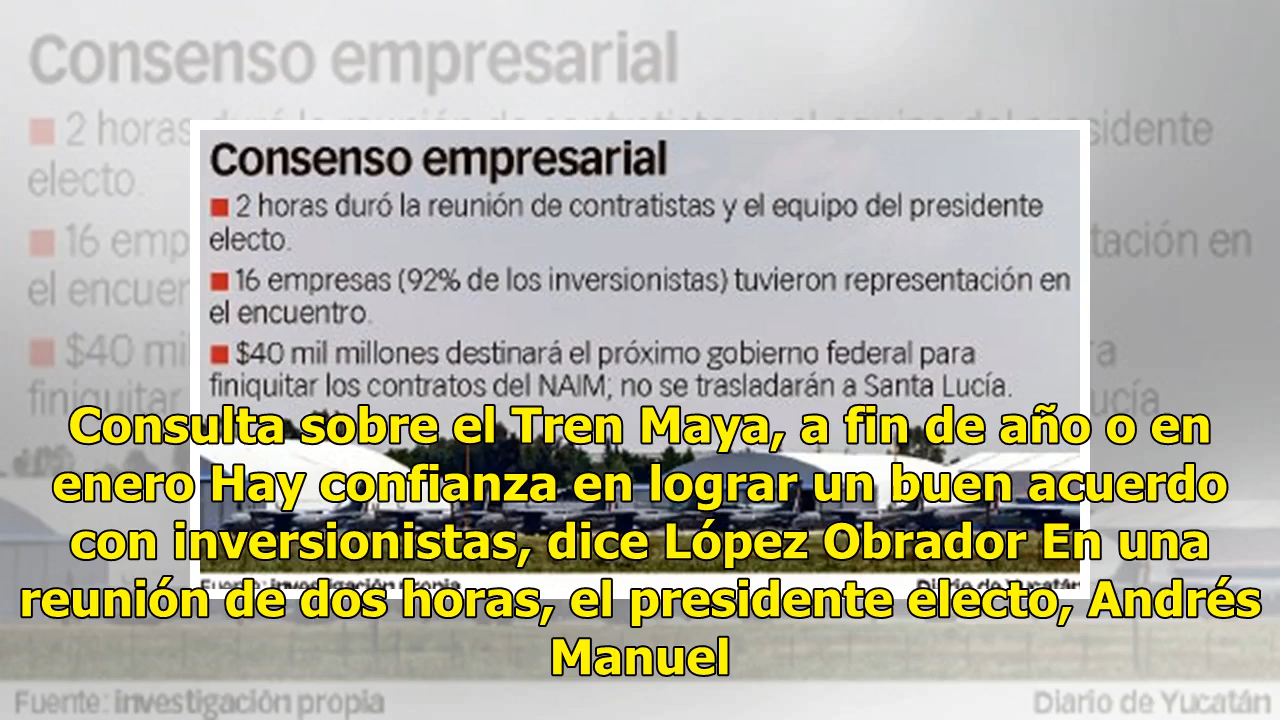 Consenso empresarial
2 horas duró la reunión de contratistas y el equipo del presidente
electo.
16 empresas (92% de los inversionistas) tuvieron representación en
el encuentro.
$40 mil millones destinará el próximo gobierno federal para
finiquitar los contratos del NAIM; no se trasladarán a Santa Lucía.
Consulta sobre el Tren Maya, a fin de año o en
enero Hay confianza en lograr un buen acuerdo
con inversionistas, dice López Obrador En una
reunión de dos horas, el presidente electo, Andrés
Manuel
Fuente: investigación propia Diario de Yucatán